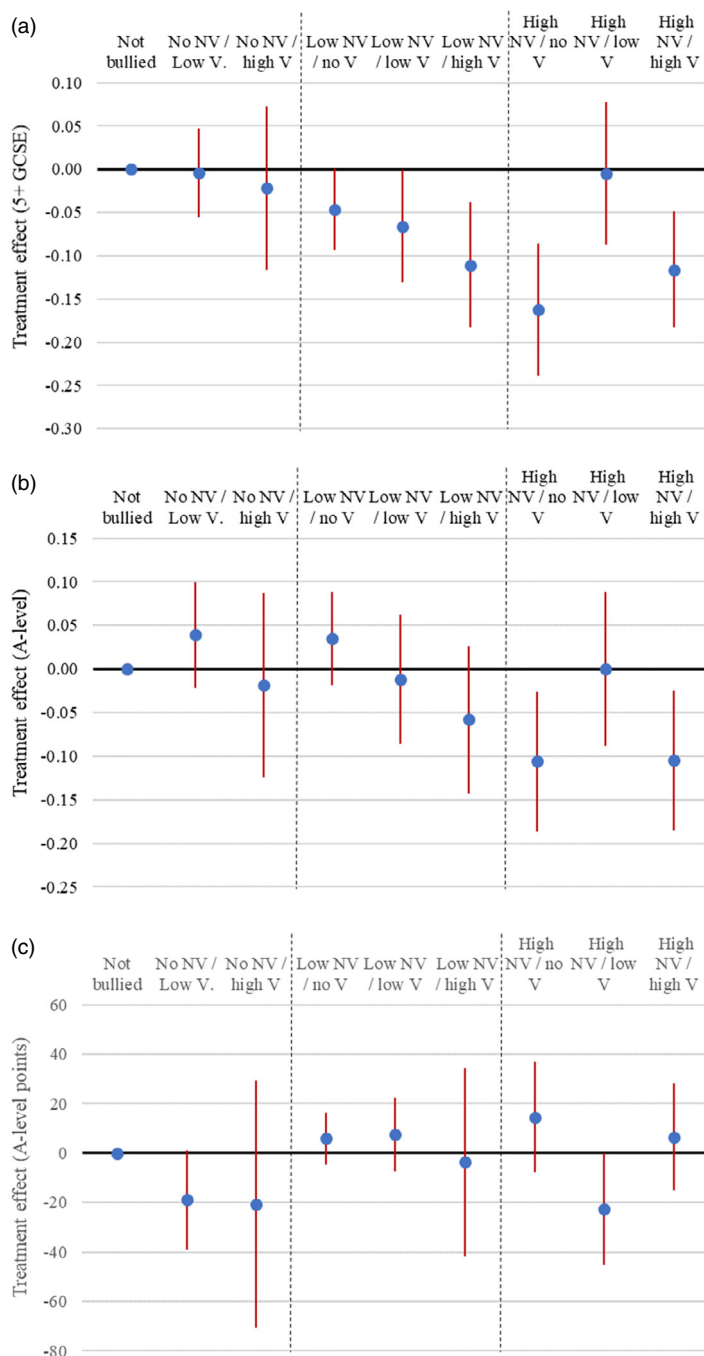 (a)
Not bullied
No NV / Low V.
No NV / high V
Low NV / no V
Low NV / low V
Low NV / high V
High NV / no V
High NV / low V
High NV / high V
Treatment effect (5+ GCSE)
0.10
0.05
0.00
-0.05
-0.10
-0.15
-0.20
-0.25
-0.30
(b)
Not bullied
No NV / Low V.
No NV / high V
Low NV / no V
Low NV / low V
Low NV / high V
High NV / no V
High NV / low V
High NV / high V
Treatment effect (A-level)
0.15
0.10
0.05
0.00
-0.05
-0.10
-0.15
-0.20
-0.25
(c)
Not bullied
No NV / Low V.
No NV / high V
Low NV / no V
Low NV / low V
Low NV / high V
High NV / no V
High NV / low V
High NV / high V
Treatment effect (A-level points)
60
40
20
0
-20
-40
-60
-80